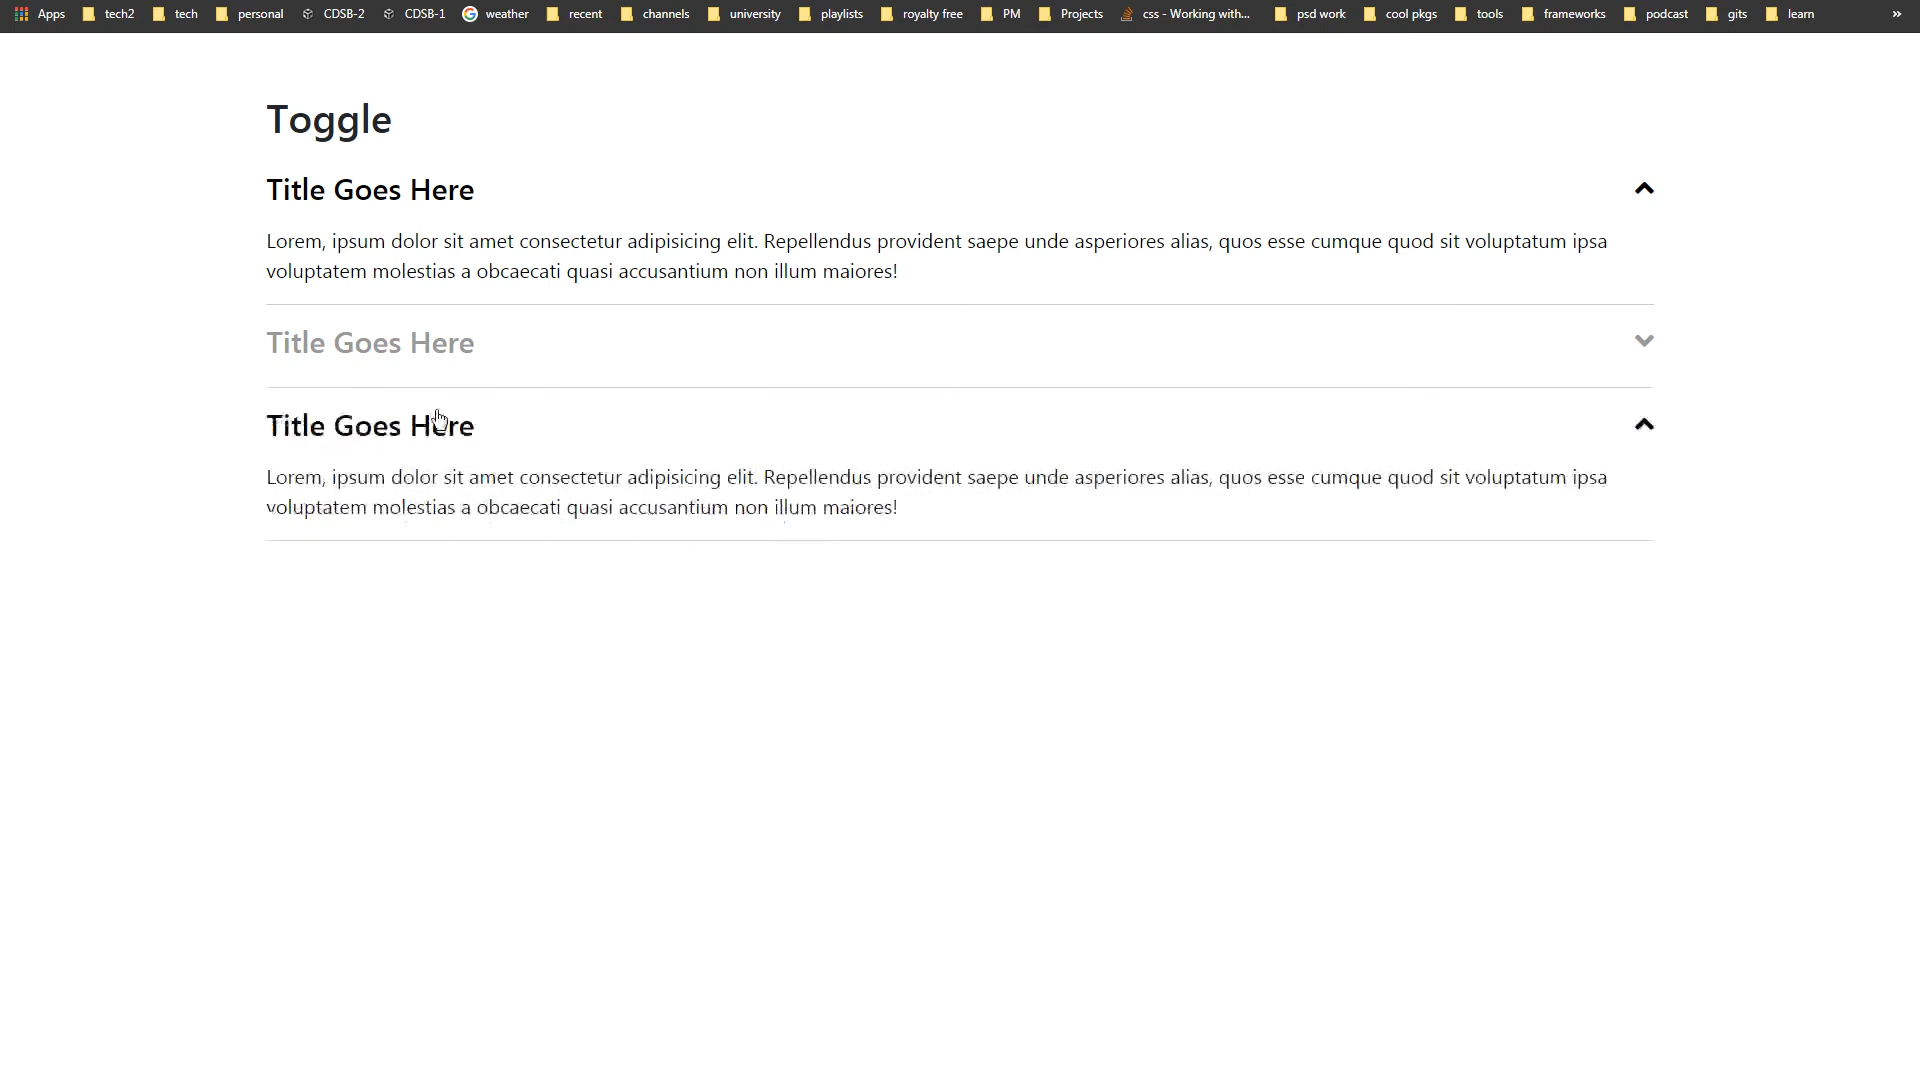 Apps tech2 tech personal CDSB-2 CDSB-1 weather recent channels university playlists royalty free PM Projects css - Working with... psd work cool pkgs tools frameworks podcast gits learn »
Toggle
Title Goes Here
Lorem, ipsum dolor sit amet consectetur adipisicing elit. Repellendus provident saepe unde asperiores alias, quos esse cumque quod sit voluptatum ipsa
voluptatem molestias a obcaecati quasi accusantium non illum maiores!
Title Goes Here
Title Goes Here
Lorem, ipsum dolor sit amet consectetur adipisicing elit. Repellendus provident saepe unde asperiores alias, quos esse cumque quod sit voluptatum ipsa
voluptatem molestias a obcaecati quasi accusantium non illum maiores!